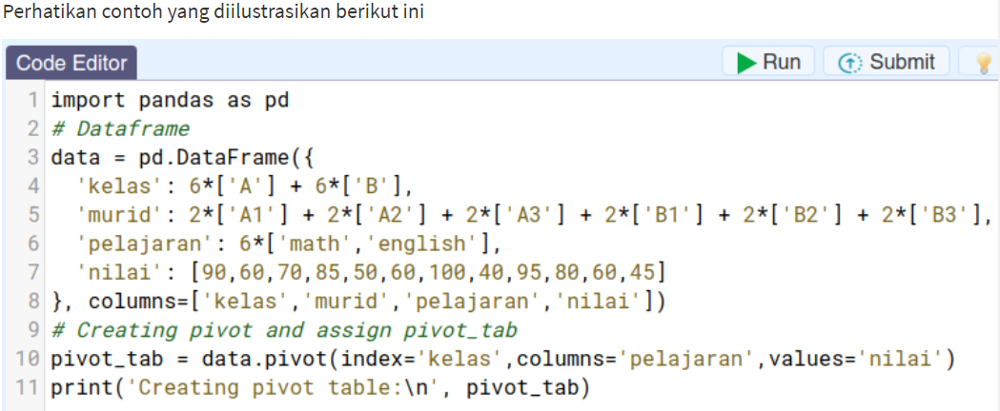 Perhatikan contoh yang diilustrasikan berikut ini
Code Editor
Run
Submit
1 import pandas as pd
2 # Dataframe
3 data = pd.DataFrame({
4   'kelas': 6*['A'] + 6*['B'],
5   'murid': 2*['A1'] + 2*['A2'] + 2*['A3'] + 2*['B1'] + 2*['B2'] + 2*['B3'],
6   'pelajaran': 6*['math','english'],
7   'nilai': [90,60,70,85,50,60,100,40,95,80,60,45]
8 }, columns=['kelas','murid','pelajaran','nilai'])
9 # Creating pivot and assign pivot_tab
10 pivot_tab = data.pivot(index='kelas',columns='pelajaran',values='nilai')
11 print('Creating pivot table:\n', pivot_tab)